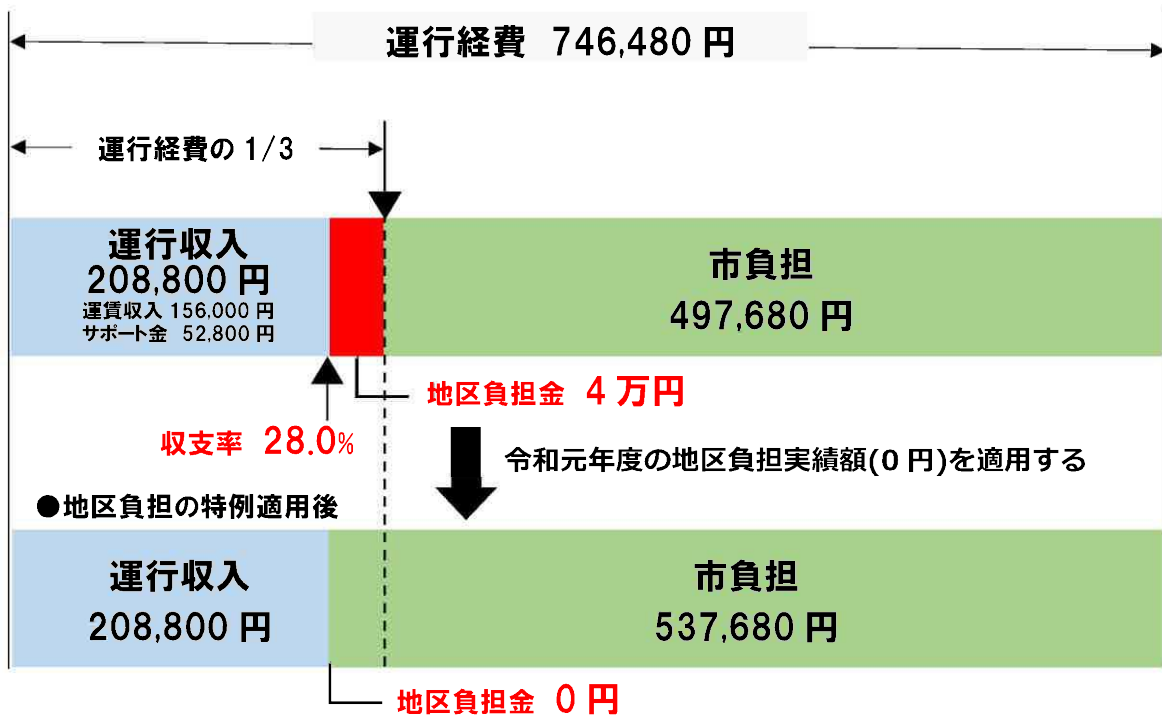 運行経費 746,480 円
運行経費の 1/3
運行収入
208,800 円
運賃収入 156,000 円
サポート金 52,800 円
市負担
497,680 円
地区負担金 4 万円
収支率 28.0%
令和元年度の地区負担実績額(0 円)を適用する
●地区負担の特例適用後
運行収入
208,800 円
市負担
537,680 円
地区負担金 0 円